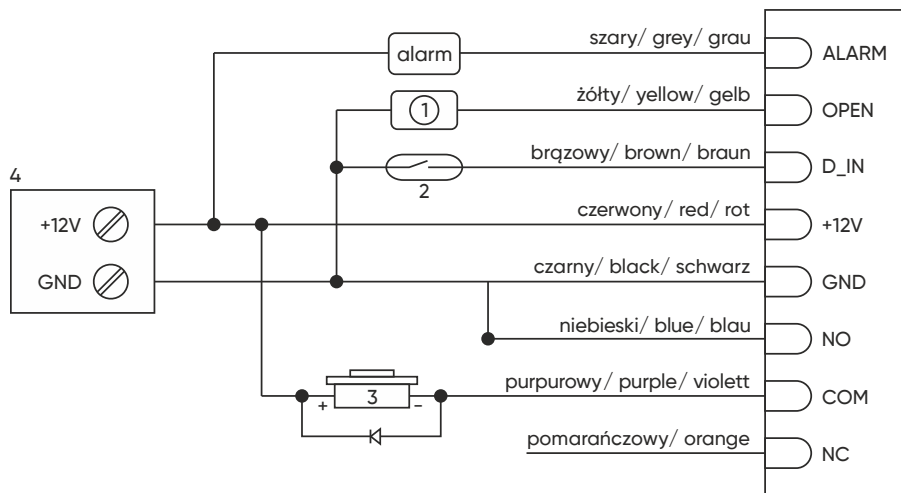 szary/ grey/ grau
alarm
ALARM
żółty/ yellow/ gelb
1
OPEN
brązowy/ brown/ braun
D_IN
2
4
czerwony/ red/ rot
+12V
+12V
czarny/ black/ schwarz
GND
GND
niebieski/ blue/ blau
NO
purpurowy/ purple/ violett
+ 3 −
COM
pomarańczowy/ orange
NC